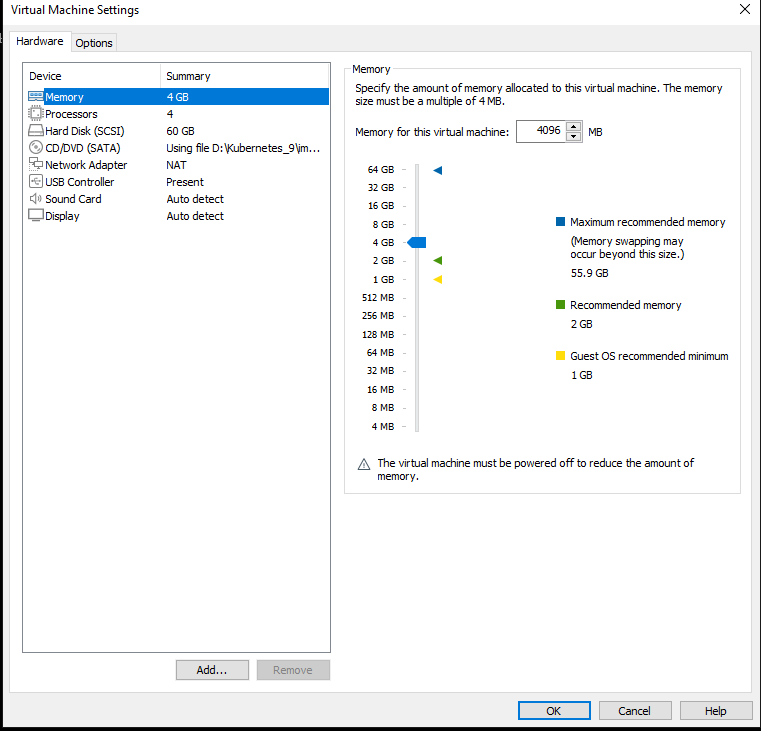 Virtual Machine Settings
Hardware
Options
Device Summary
Memory 4 GB
Processors 4
Hard Disk (SCSI) 60 GB
CD/DVD (SATA) Using file D:\Kubernetes_9\im...
Network Adapter NAT
USB Controller Present
Sound Card Auto detect
Display Auto detect
Add...
Remove
Memory
Specify the amount of memory allocated to this virtual machine. The memory
size must be a multiple of 4 MB.
Memory for this virtual machine: 4096 MB
64 GB
32 GB
16 GB
8 GB
4 GB
2 GB
1 GB
512 MB
256 MB
128 MB
64 MB
32 MB
16 MB
8 MB
4 MB
Maximum recommended memory
(Memory swapping may
occur beyond this size.)
55.9 GB
Recommended memory
2 GB
Guest OS recommended minimum
1 GB
The virtual machine must be powered off to reduce the amount of
memory.
OK
Cancel
Help